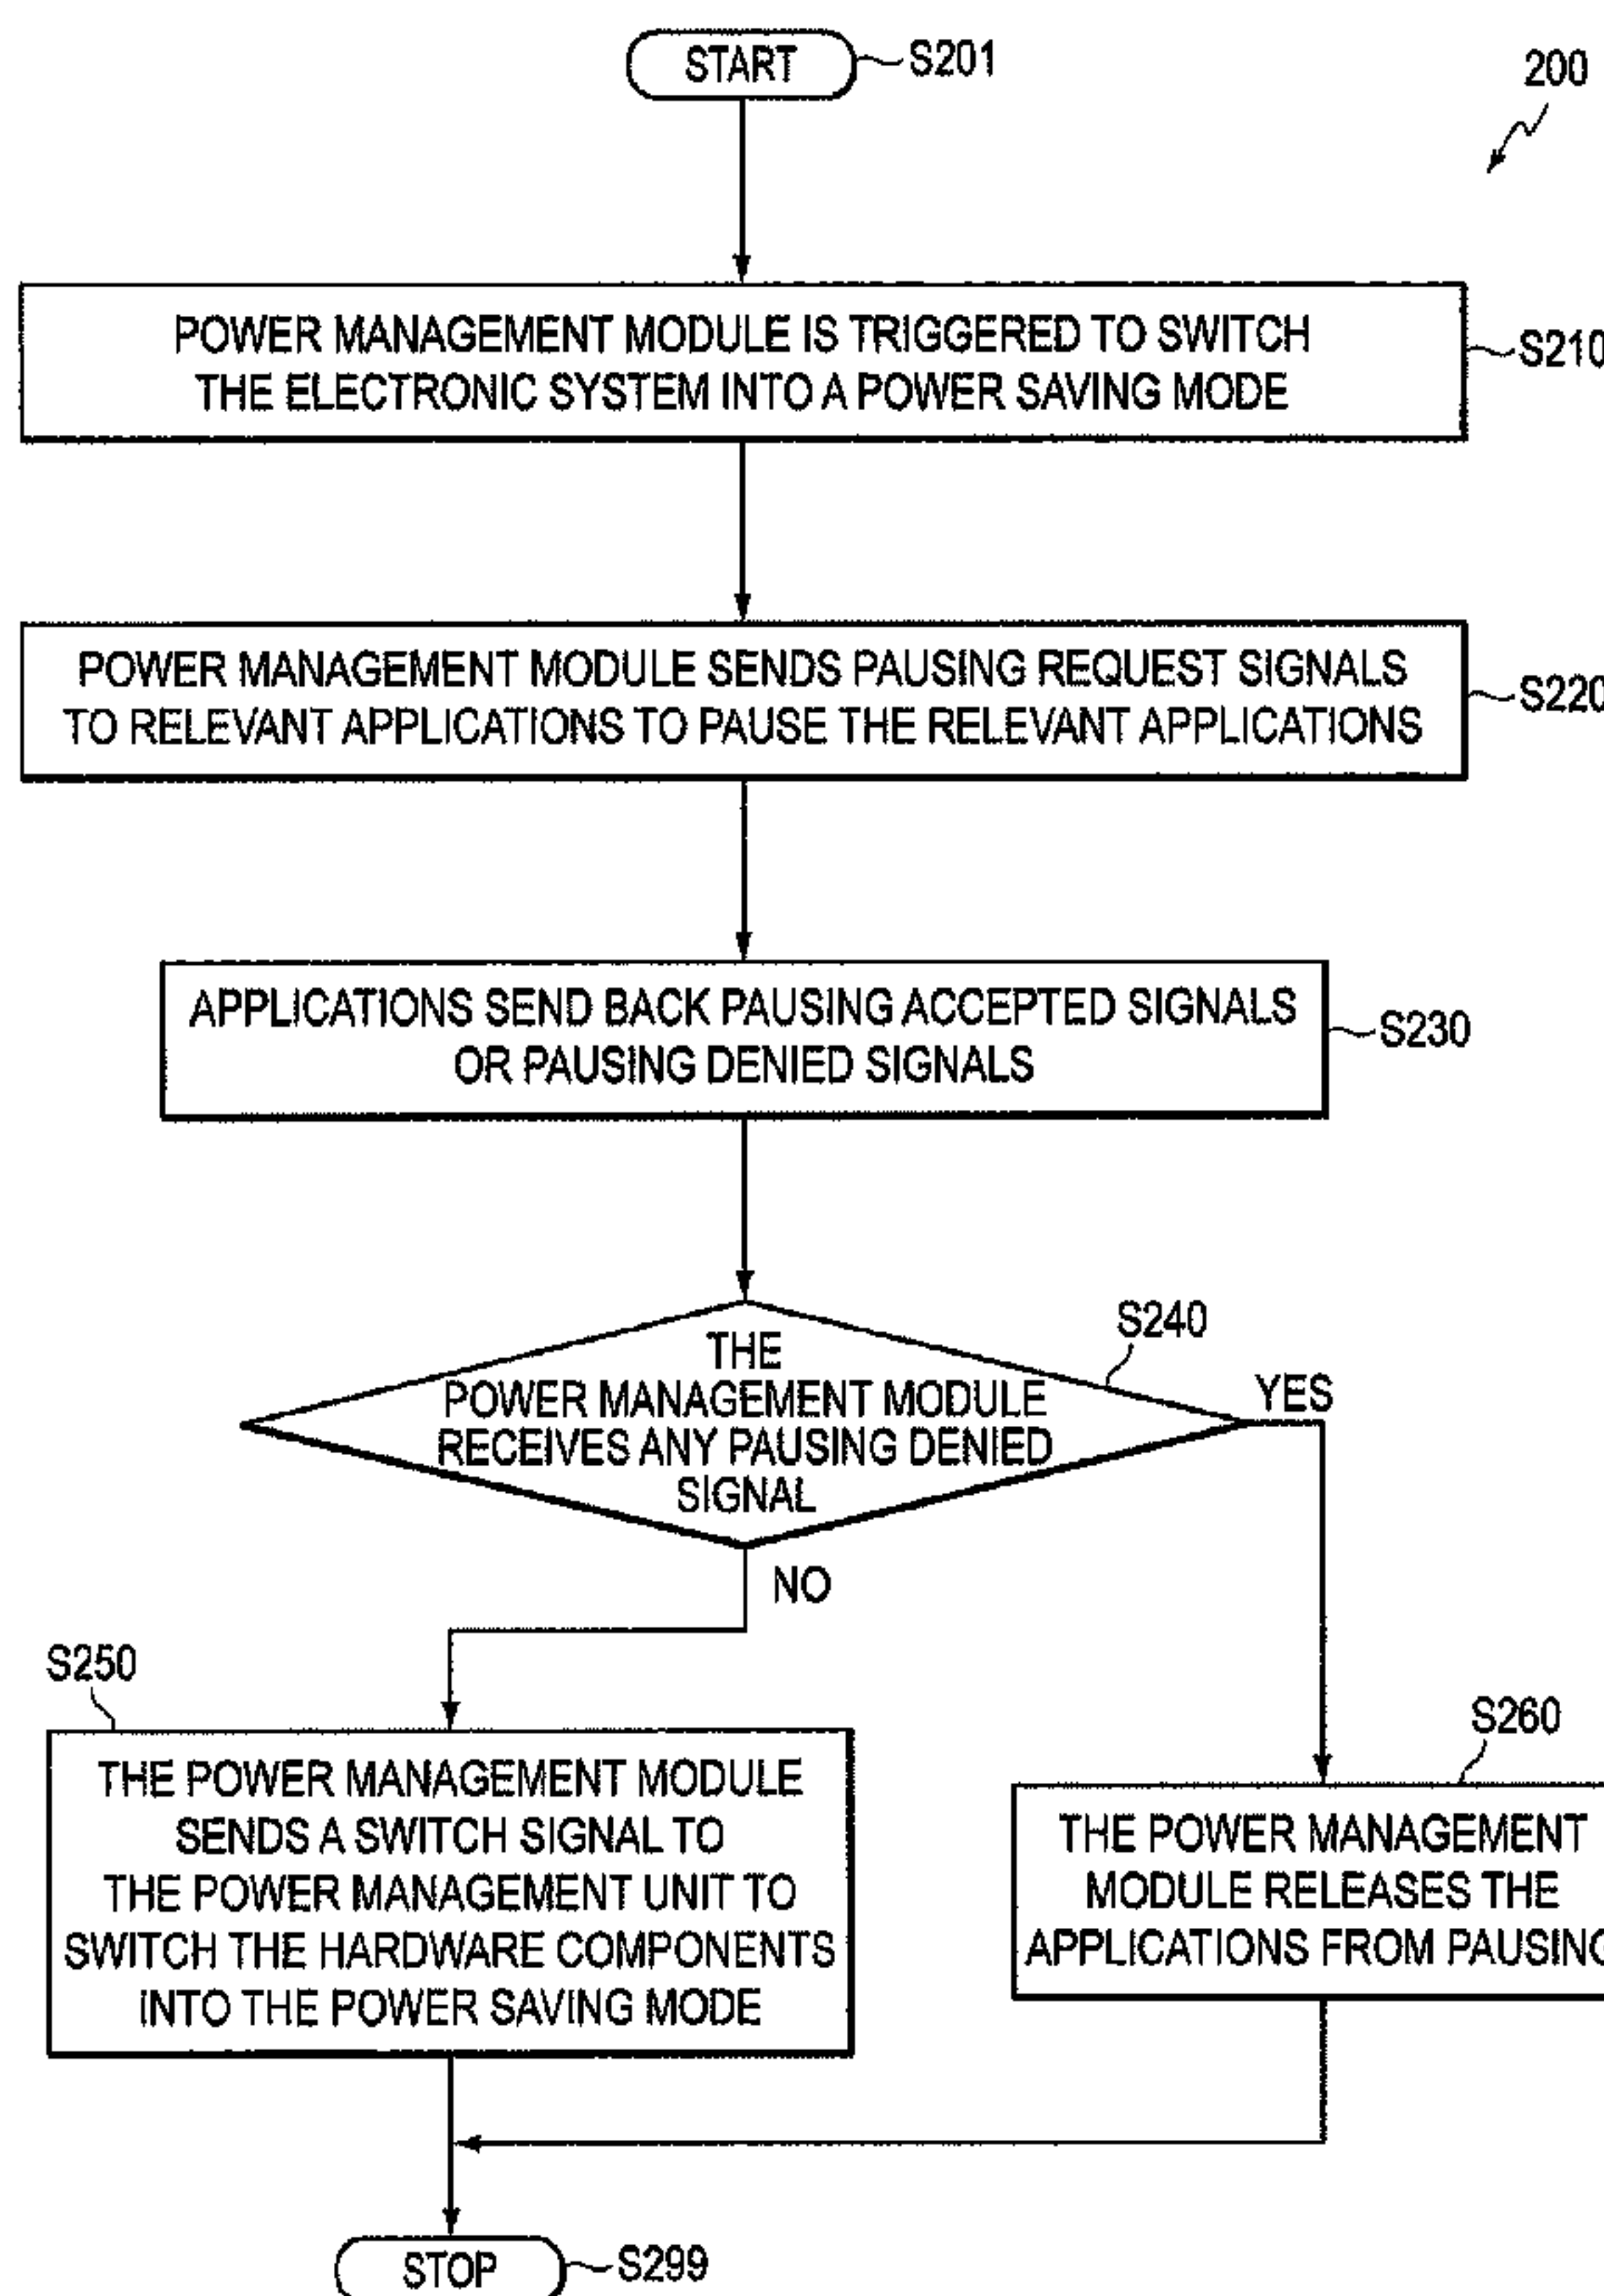 START
S201
200
POWER MANAGEMENT MODULE IS TRIGGERED TO SWITCH
THE ELECTRONIC SYSTEM INTO A POWER SAVING MODE
S210
POWER MANAGEMENT MODULE SENDS PAUSING REQUEST SIGNALS
TO RELEVANT APPLICATIONS TO PAUSE THE RELEVANT APPLICATIONS
S220
APPLICATIONS SEND BACK PAUSING ACCEPTED SIGNALS
OR PAUSING DENIED SIGNALS
S230
S240
THE
POWER MANAGEMENT MODULE
RECEIVES ANY PAUSING DENIED
SIGNAL
YES
NO
S250
THE POWER MANAGEMENT MODULE
SENDS A SWITCH SIGNAL TO
THE POWER MANAGEMENT UNIT TO
SWITCH THE HARDWARE COMPONENTS
INTO THE POWER SAVING MODE
S260
THE POWER MANAGEMENT
MODULE RELEASES THE
APPLICATIONS FROM PAUSING
STOP
S299